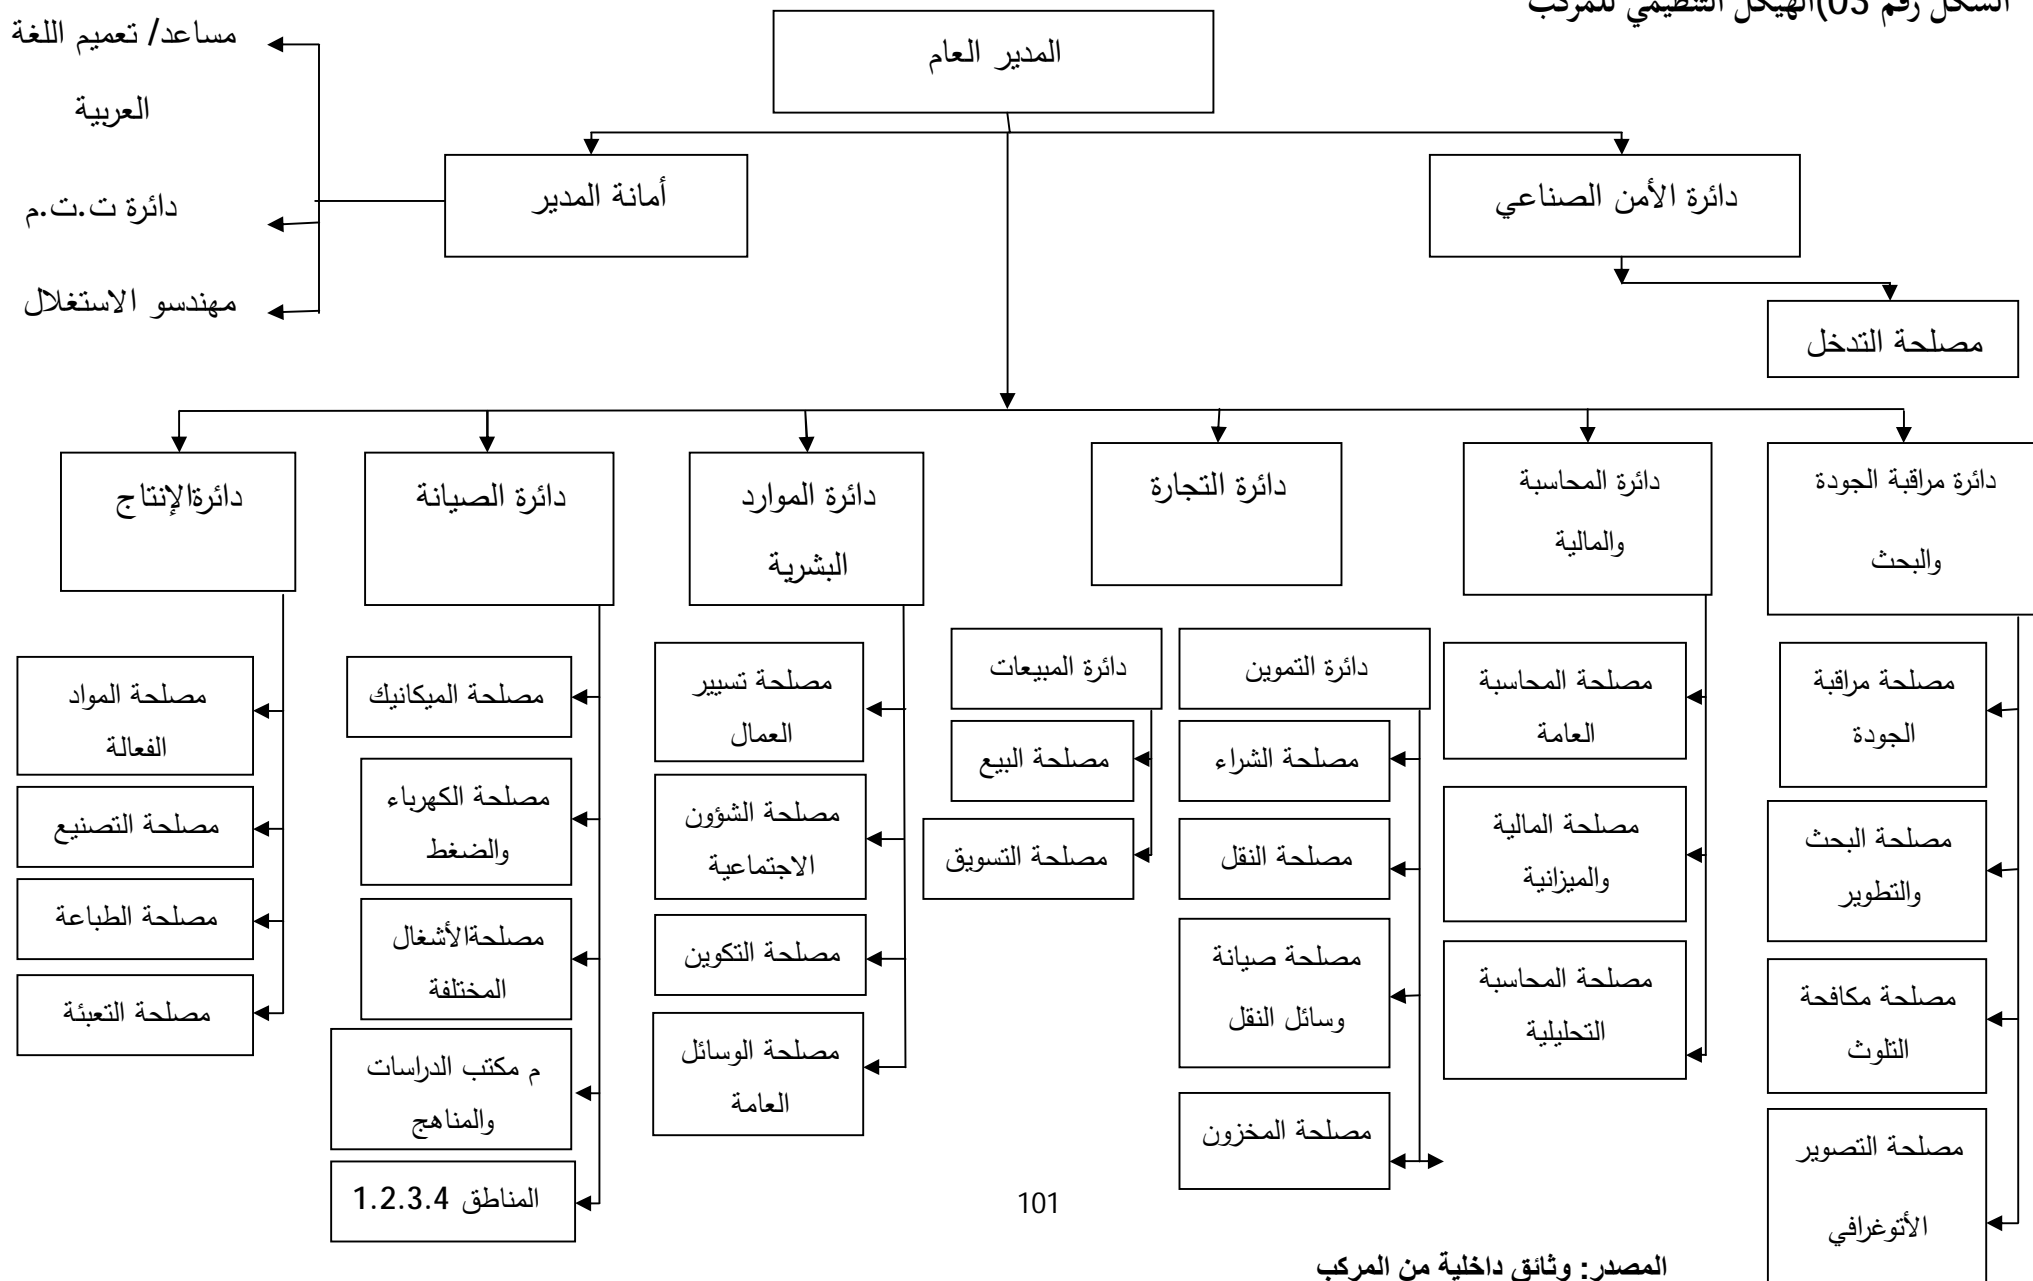 الشكل رقم 03)الهيكل التنظيمي للمركب
المدير العام
مساعد/ تعميم اللغة
العربية
دائرة ت.ت.م
مهندسو الاستغلال
أمانة المدير
دائرة الأمن الصناعي
مصلحة التدخل
دائرة مراقبة الجودة
والبحث
دائرة المحاسبة
والمالية
دائرة التجارة
دائرة الموارد
البشرية
دائرة الصيانة
دائرةالإنتاج
مصلحة مراقبة
الجودة
مصلحة البحث
والتطوير
مصلحة مكافحة
التلوث
مصلحة التصوير
الأتوغرافي
مصلحة المحاسبة
العامة
مصلحة المالية
والميزانية
مصلحة المحاسبة
التحليلية
دائرة التموين
مصلحة الشراء
مصلحة النقل
مصلحة صيانة
وسائل النقل
مصلحة المخزون
دائرة المبيعات
مصلحة البيع
مصلحة التسويق
مصلحة تسيير
العمال
مصلحة الشؤون
الاجتماعية
مصلحة التكوين
مصلحة الوسائل
العامة
مصلحة الميكانيك
مصلحة الكهرباء
والضغط
مصلحةالأشغال
المختلفة
م مكتب الدراسات
والمناهج
المناطق 1.2.3.4
مصلحة المواد
الفعالة
مصلحة التصنيع
مصلحة الطباعة
مصلحة التعبئة
101
المصدر: وثائق داخلية من المركب